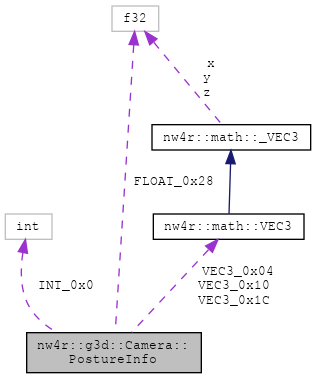 f32
x
y
z
nw4r::math::_VEC3
FLOAT_0x28
int
nw4r::math::VEC3
INT_0x0
VEC3_0x04
VEC3_0x10
VEC3_0x1C
nw4r::g3d::Camera::
PostureInfo